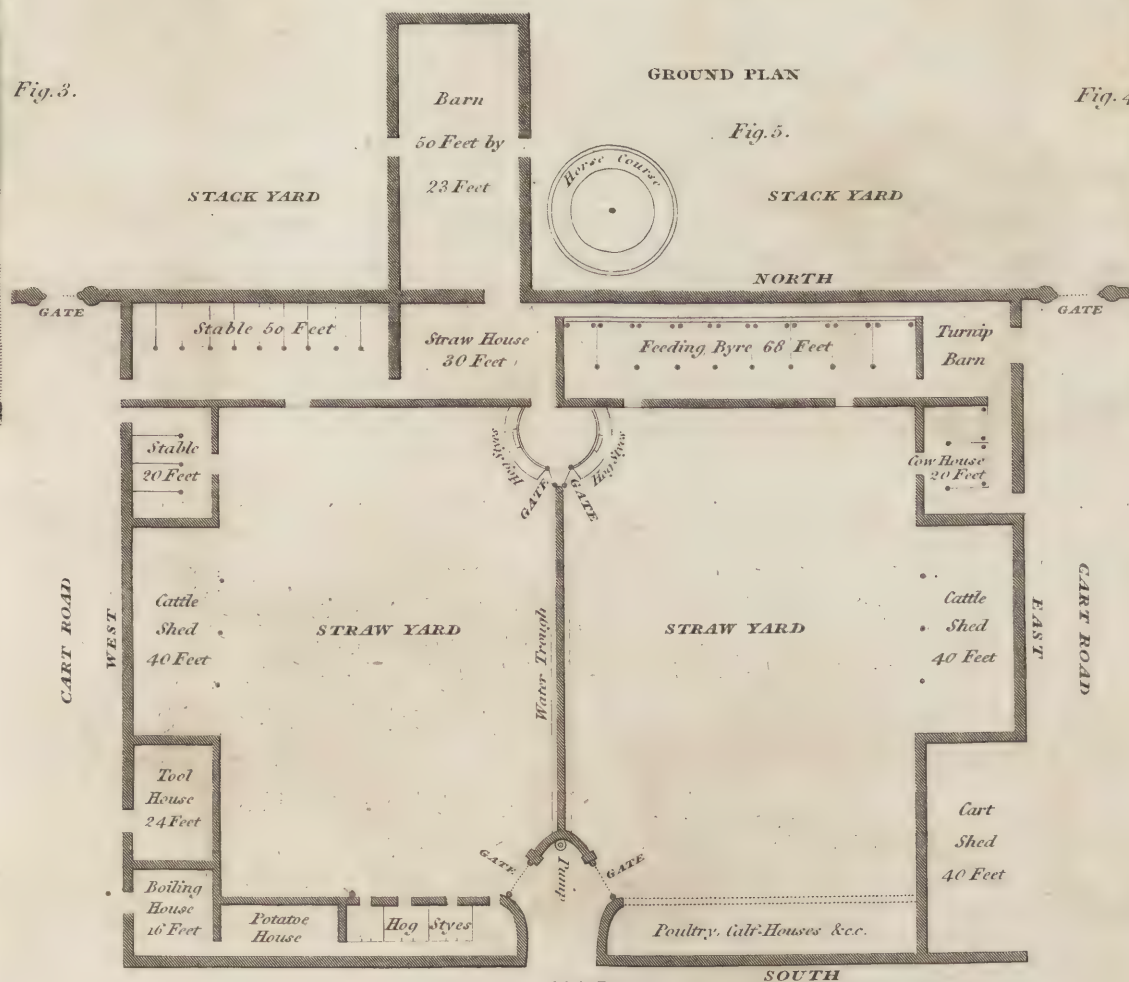 Fig. 3.
GROUND PLAN
Fig. 5.
Fig. 4
Barn
50 Feet by
23 Feet
Horse Course
STACK YARD
STACK YARD
NORTH
GATE
GATE
Stable 50 Feet
Straw House
30 Feet
Feeding Byre 68 Feet
Turnip
Barn
Stable
20 Feet
Hog Styes
Hog Styes
Cow House
20 Feet
GATE
GATE
CART ROAD
WEST
Cattle
Shed
40 Feet
STRAW YARD
Water Trough
STRAW YARD
Cattle
Shed
40 Feet
EAST
CART ROAD
Tool
House
24 Feet
Cart
Shed
40 Feet
GATE
Pump
GATE
Boiling
House
16 Feet
Potatoe
House
Hog Styes
Poultry, Calf-Houses &c.c.
SOUTH